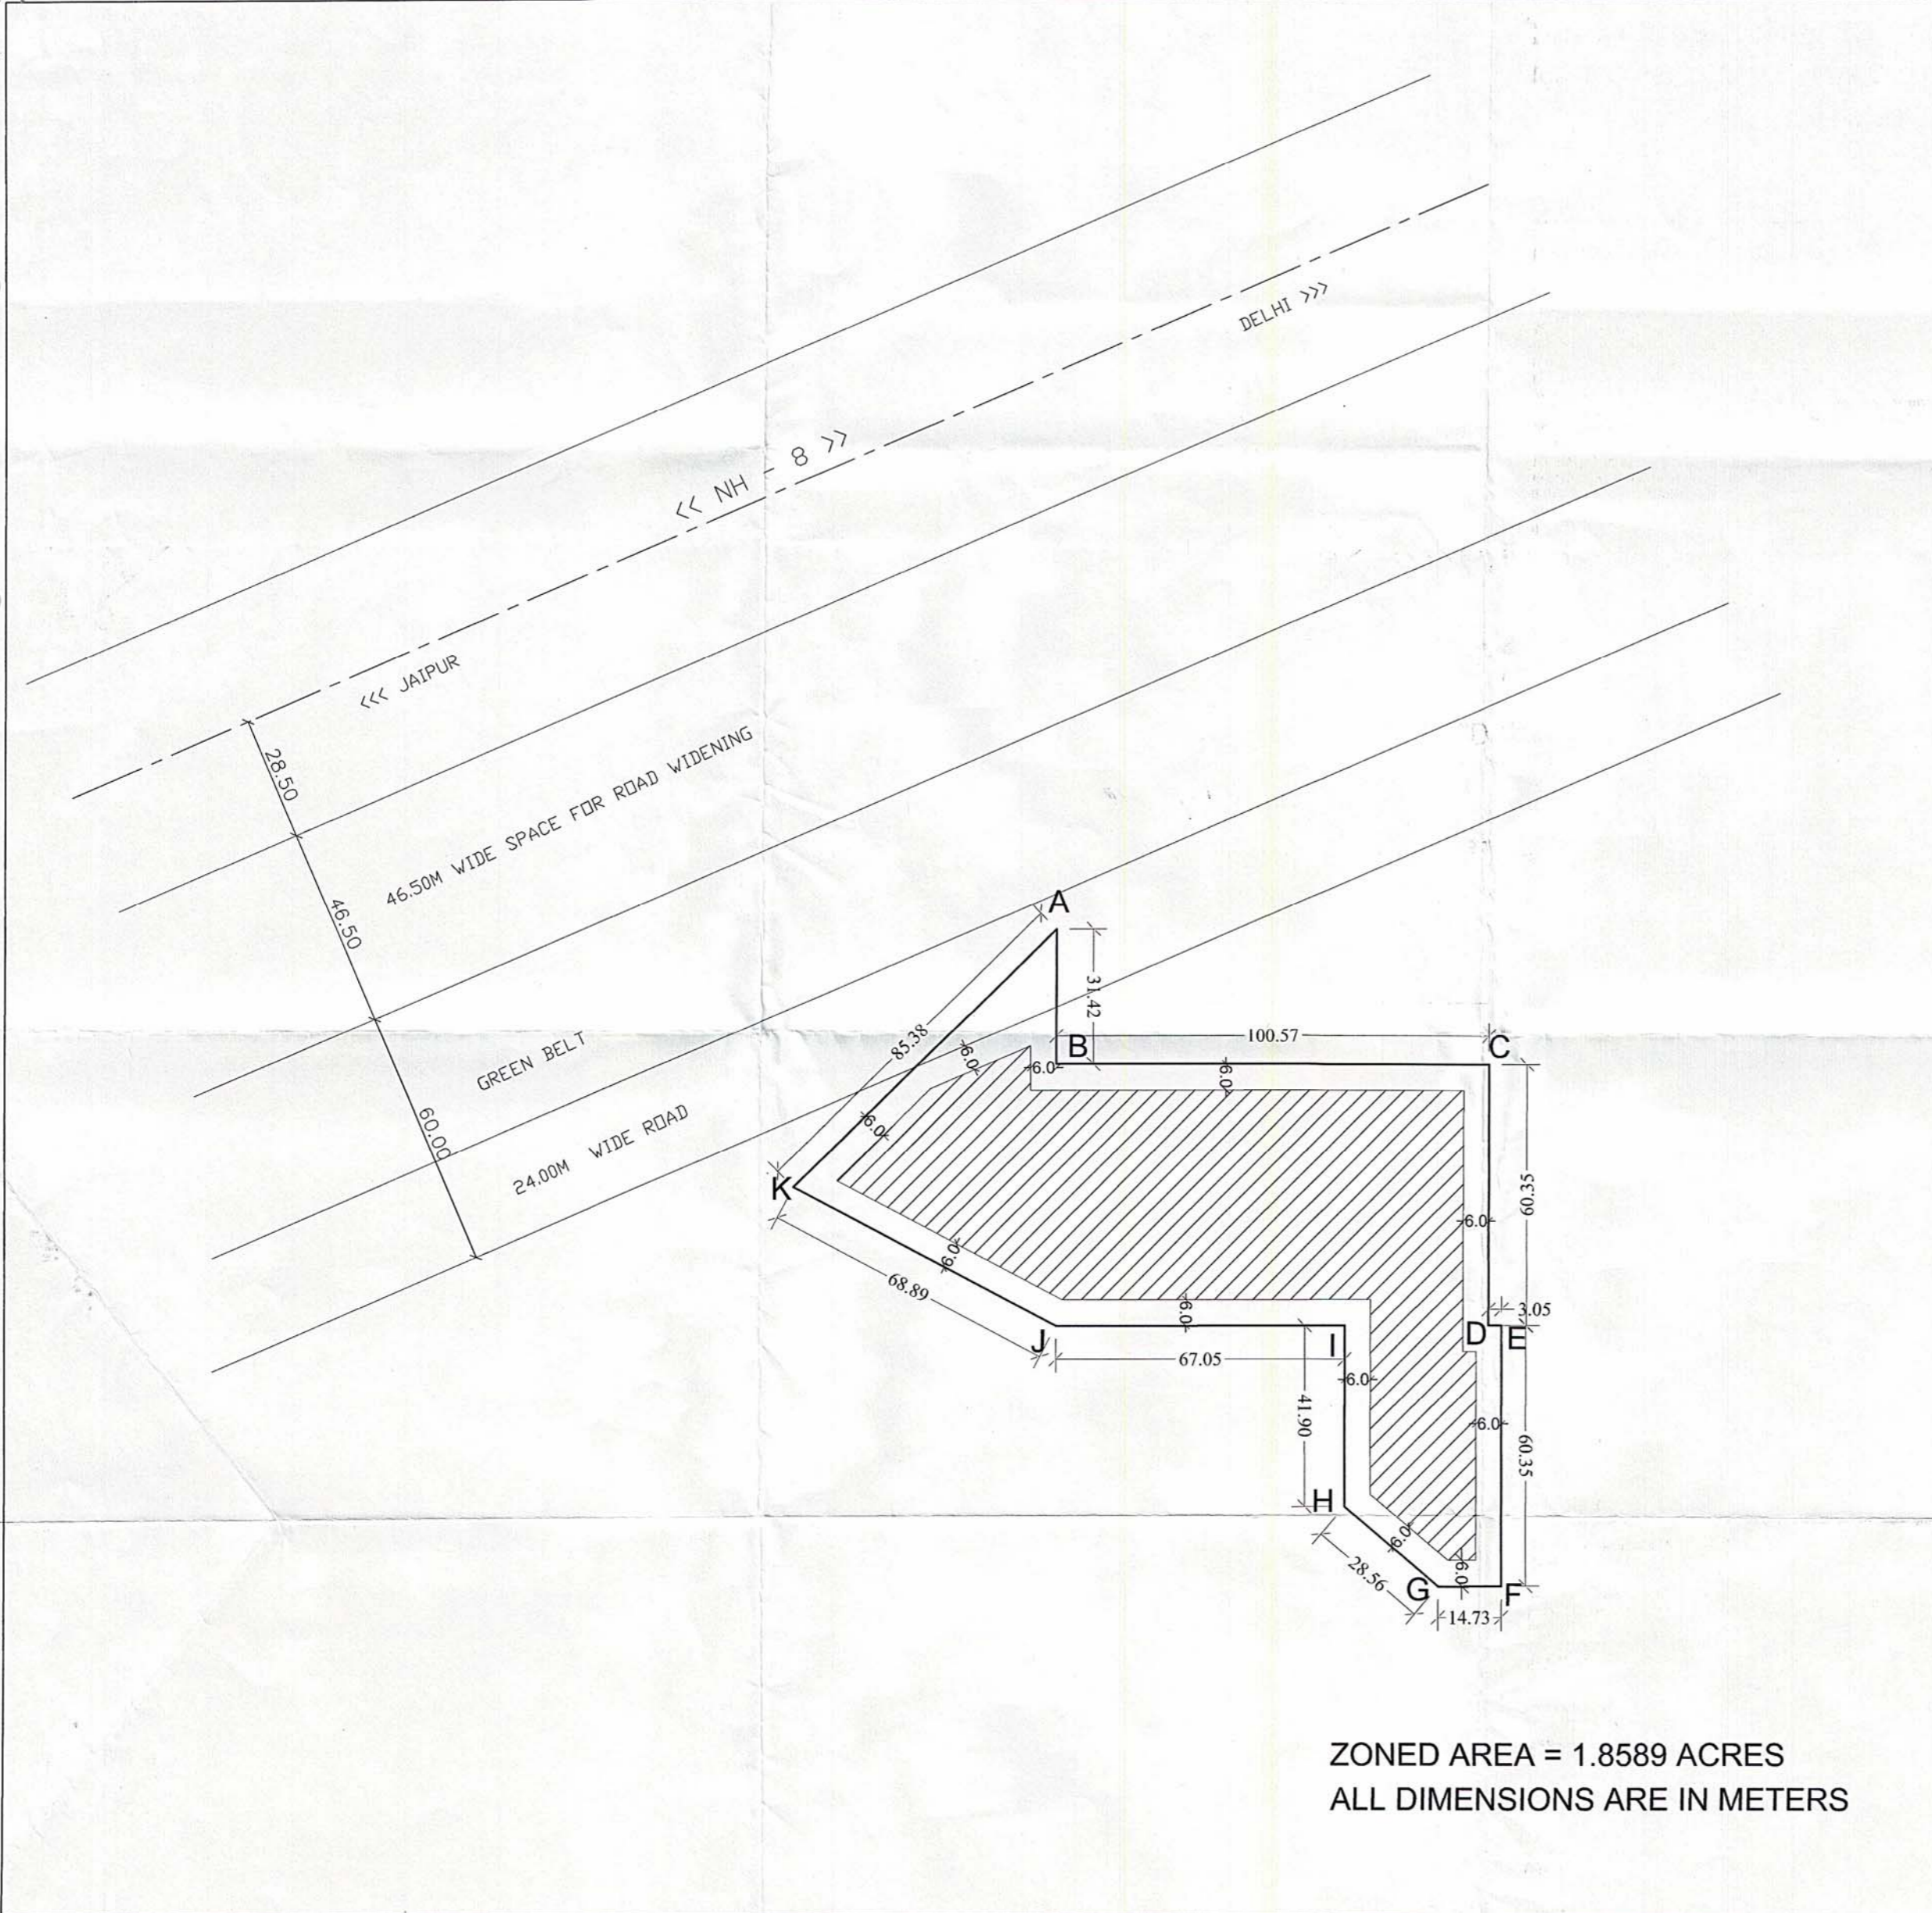 DELHI >>>
<< NH - 8 >>
<<< JAIPUR
28.50
46.50M WIDE SPACE FOR ROAD WIDENING
46.50
GREEN BELT
60.00
24.00M WIDE ROAD
A
31.42
85.38
B
100.57
C
6.0
6.0
6.0
6.0
K
60.35
6.0
6.0
68.89
6.0
3.05
J
I
D
E
67.05
6.0
41.90
6.0
60.35
H
6.0
28.56
6.0
G
F
14.73
ZONED AREA = 1.8589 ACRES
ALL DIMENSIONS ARE IN METERS